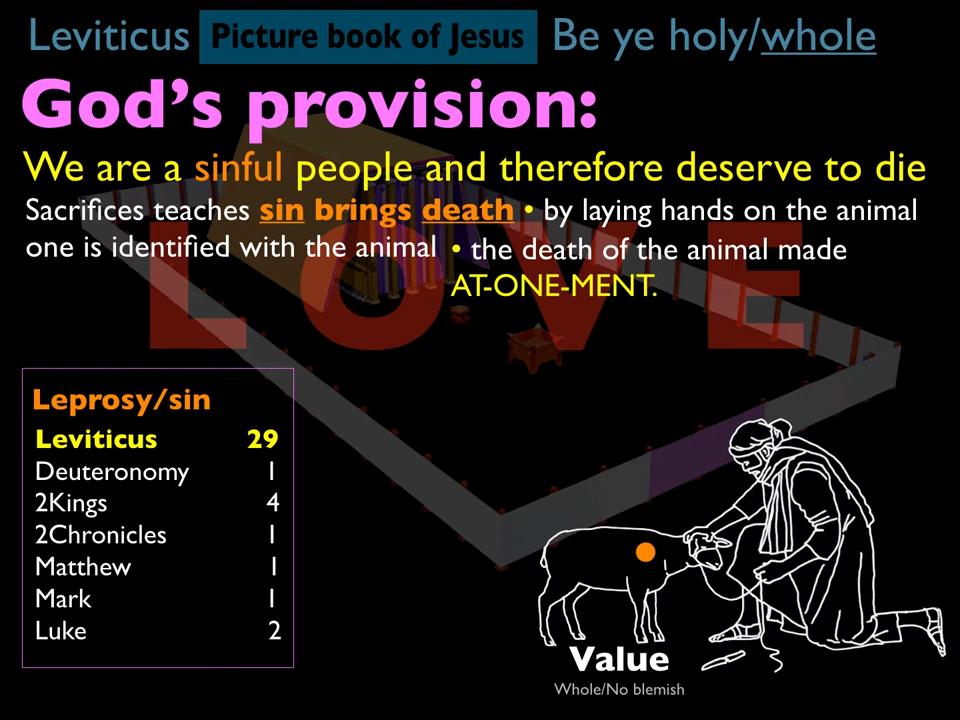 Leviticus Picture book of Jesus Be ye holy/whole
God's provision:
We are a sinful people and therefore deserve to die
Sacrifices teaches sin brings death • by laying hands on the animal
one is identified with the animal • the death of the animal made
AT-ONE-MENT.
LOVE
Leprosy/sin
Leviticus 29
Deuteronomy 1
2Kings 4
2Chronicles 1
Matthew 1
Mark 1
Luke 2
Value
Whole/No blemish